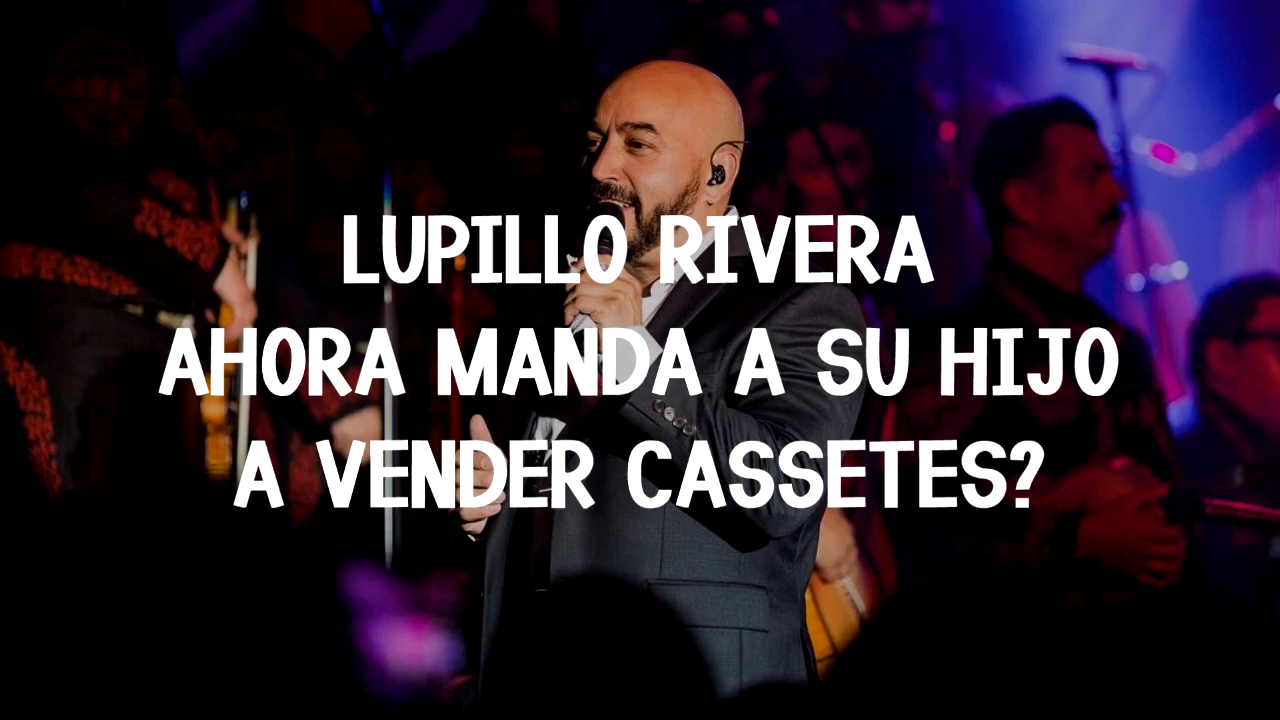 LUPILLO RIVERA
AHORA MANDA A SU HIJO
A VENDER CASSETES?